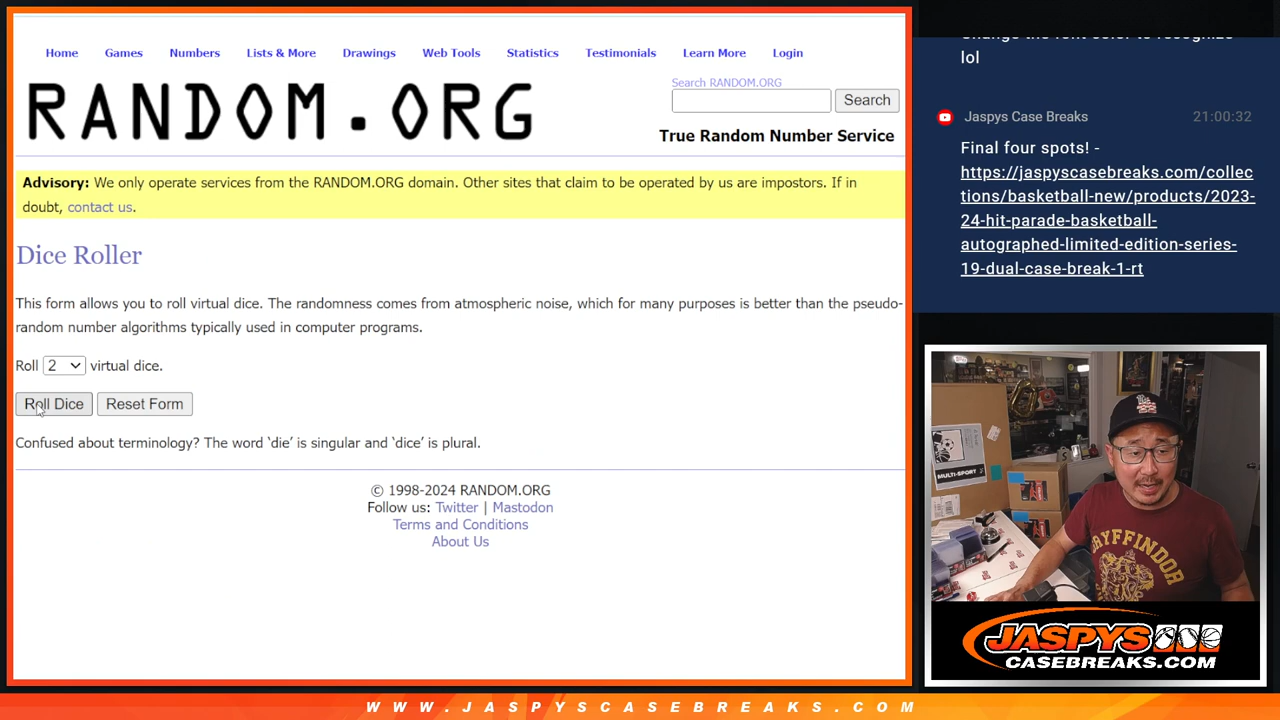 Home Games Numbers Lists & More Drawings Web Tools Statistics Testimonials Learn More Login
RANDOM.ORG
Search RANDOM.ORG
Search
True Random Number Service
Advisory: We only operate services from the RANDOM.ORG domain. Other sites that claim to be operated by us are impostors. If in
doubt, contact us.
Dice Roller
This form allows you to roll virtual dice. The randomness comes from atmospheric noise, which for many purposes is better than the pseudo-
random number algorithms typically used in computer programs.
Roll 2 virtual dice.
Roll Dice Reset Form
Confused about terminology? The word ‘die’ is singular and ‘dice’ is plural.
© 1998-2024 RANDOM.ORG
Follow us: Twitter | Mastodon
Terms and Conditions
About Us
Change the font color to recognize
lol
Jaspys Case Breaks 21:00:32
Final four spots! -
https://jaspyscasebreaks.com/collec
tions/basketball-new/products/2023-
24-hit-parade-basketball-
autographed-limited-edition-series-
19-dual-case-break-1-rt
MULTI-SPORT
GRYFFINDOR
JASPYS
CASEBREAKS.COM
WWW.JASPYSCASEBREAKS.COM